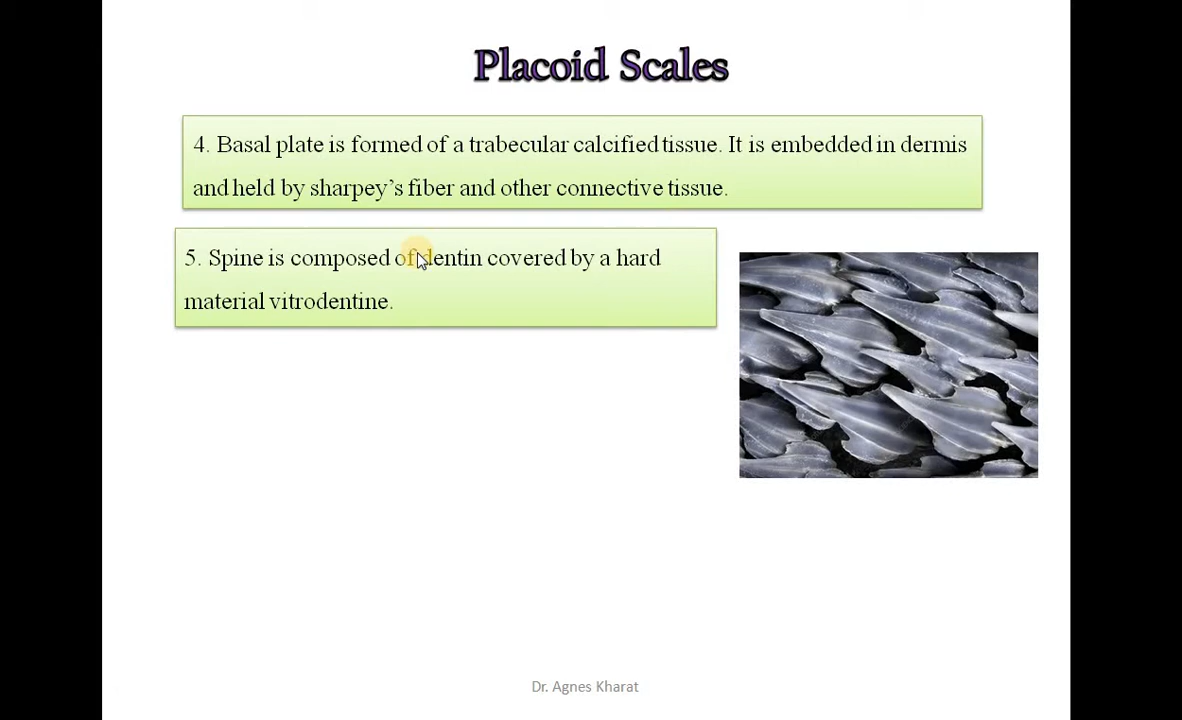 Placoid Scales
4. Basal plate is formed of a trabecular calcified tissue. It is embedded in dermis
and held by sharpey's fiber and other connective tissue.
5. Spine is composed of dentin covered by a hard
material vitrodentine.
Dr. Agnes Kharat